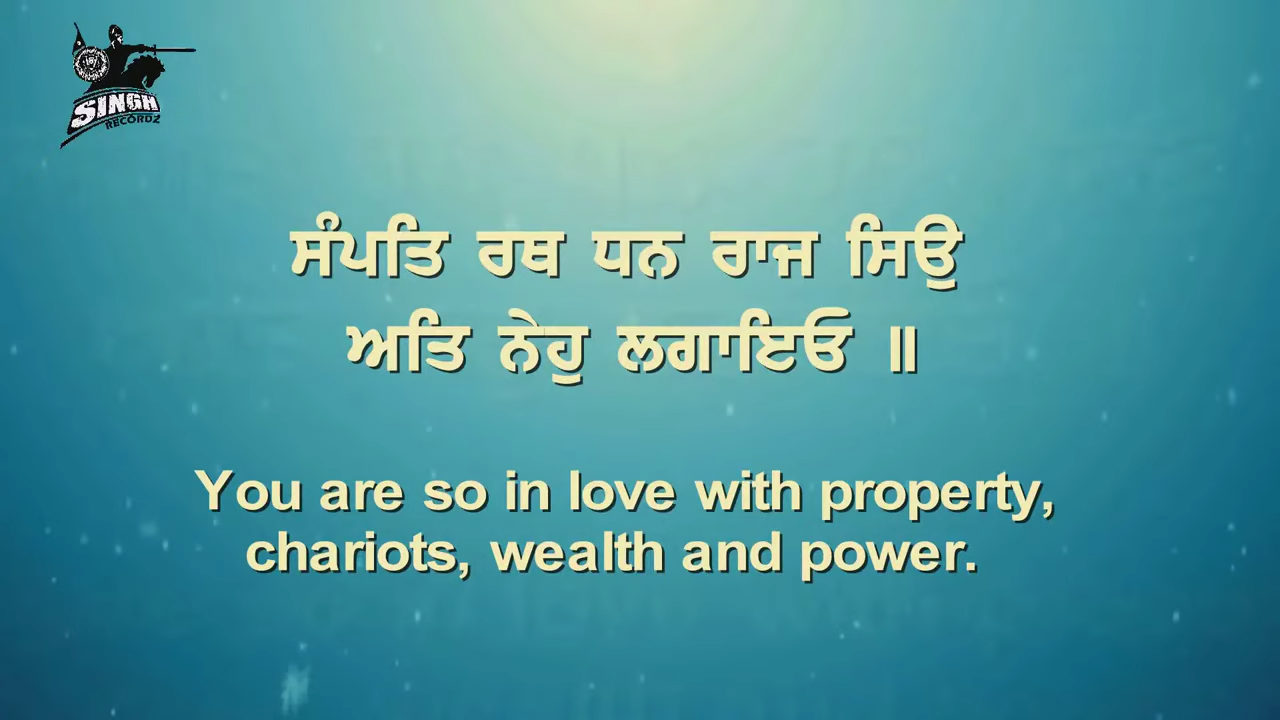 SINGH
RECORDZ
ਸੰਪਤਿ ਰਥ ਧਨ ਰਾਜ ਸਿਉ
ਅਤਿ ਨੇਹੁ ਲਗਾਇਓ ॥
You are so in love with property,
chariots, wealth and power.